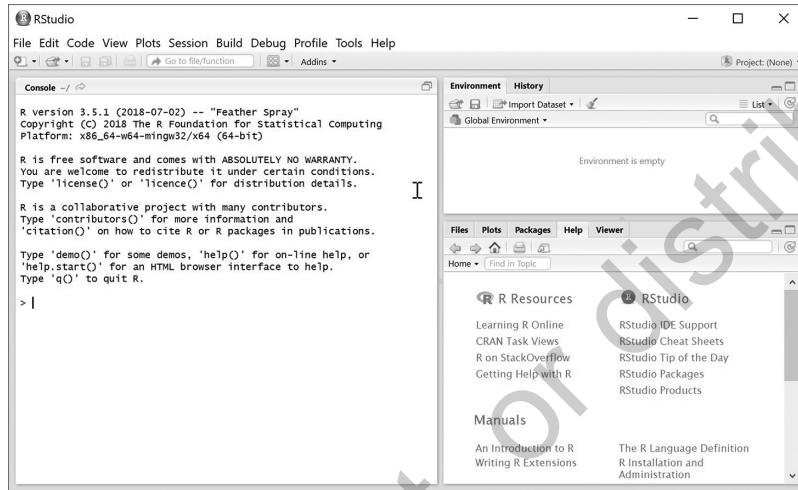 RStudio
File Edit Code View Plots Session Build Debug Profile Tools Help
Go to file/function Addins Project: (None)
Console ~/
R version 3.5.1 (2018-07-02) -- "Feather Spray"
Copyright (C) 2018 The R Foundation for Statistical Computing
Platform: x86_64-w64-mingw32/x64 (64-bit)
R is free software and comes with ABSOLUTELY NO WARRANTY.
You are welcome to redistribute it under certain conditions.
Type 'license()' or 'licence()' for distribution details.
R is a collaborative project with many contributors.
Type 'contributors()' for more information and
'citation()' on how to cite R or R packages in publications.
Type 'demo()' for some demos, 'help()' for on-line help, or
'help.start()' for an HTML browser interface to help.
Type 'q()' to quit R.
>
Environment History
Import Dataset List
Global Environment
Environment is empty
Files Plots Packages Help Viewer
Home Find in Topic
R Resources
Learning R Online
CRAN Task Views
R on StackOverflow
Getting Help with R
RStudio
RStudio IDE Support
RStudio Cheat Sheets
RStudio Tip of the Day
RStudio Packages
RStudio Products
Manuals
An Introduction to R
Writing R Extensions
The R Language Definition
R Installation and
Administration
or distrib